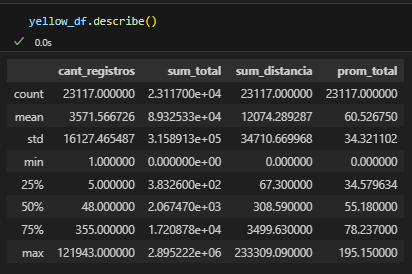 yellow_df.describe()
0.0s
cant_registros sum_total sum_distancia prom_total
count 23117.000000 2.311700e+04 23117.000000 23117.000000
mean 3571.566726 8.932533e+04 12074.289287 60.526750
std 16127.465487 3.158913e+05 34710.669968 34.321102
min 1.000000 0.000000e+00 0.000000 0.000000
25% 5.000000 3.832600e+02 67.300000 34.579634
50% 48.000000 2.067470e+03 308.590000 55.180000
75% 355.000000 1.720878e+04 3499.630000 78.237000
max 121943.000000 2.895222e+06 233309.090000 195.150000